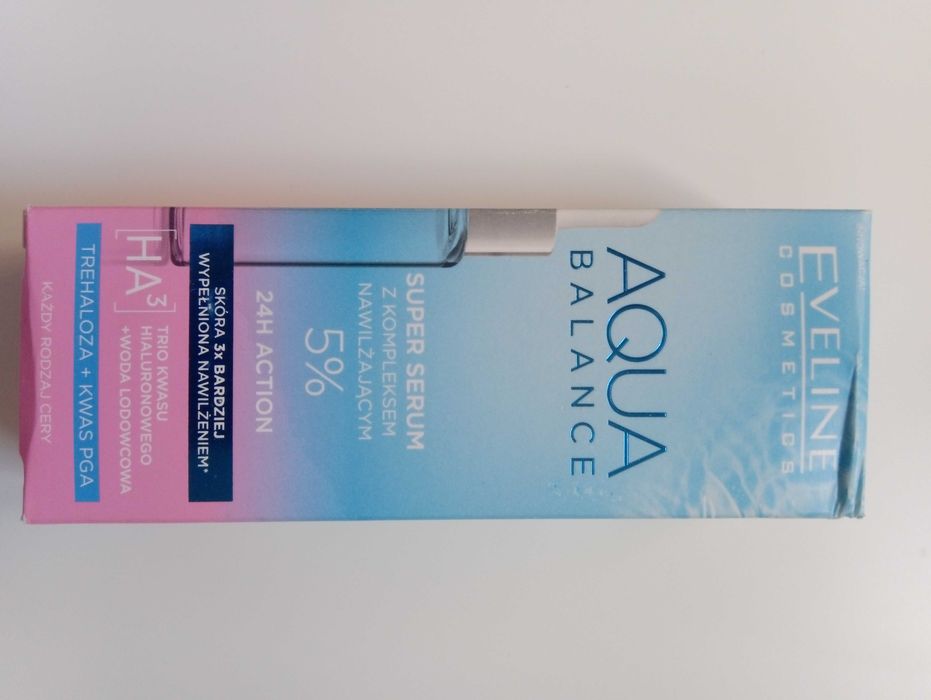 EVELINE
COSMETICS
AQUA
BALANCE
SUPER SERUM
Z KOMPLEKSEM
NAWILŻAJĄCYM
5%
24H ACTION
SKÓRA 3x BARDZIEJ
WYPEŁNIONA NAWILŻENIEM*
[HA³]
TRIO KWASU
HIALURONOWEGO
+WODA LODOWCOWA
TREHALOZA + KWAS PGA
KAŻDY RODZAJ CERY